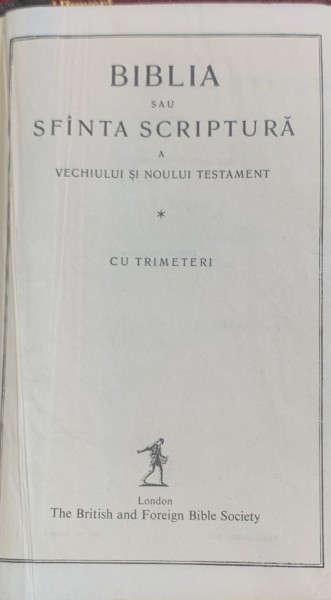 BIBLIA
SAU
SFÎNTA SCRIPTURĂ
A
VECHIULUI ȘI NOULUI TESTAMENT
*
CU TRIMETERI
London
The British and Foreign Bible Society